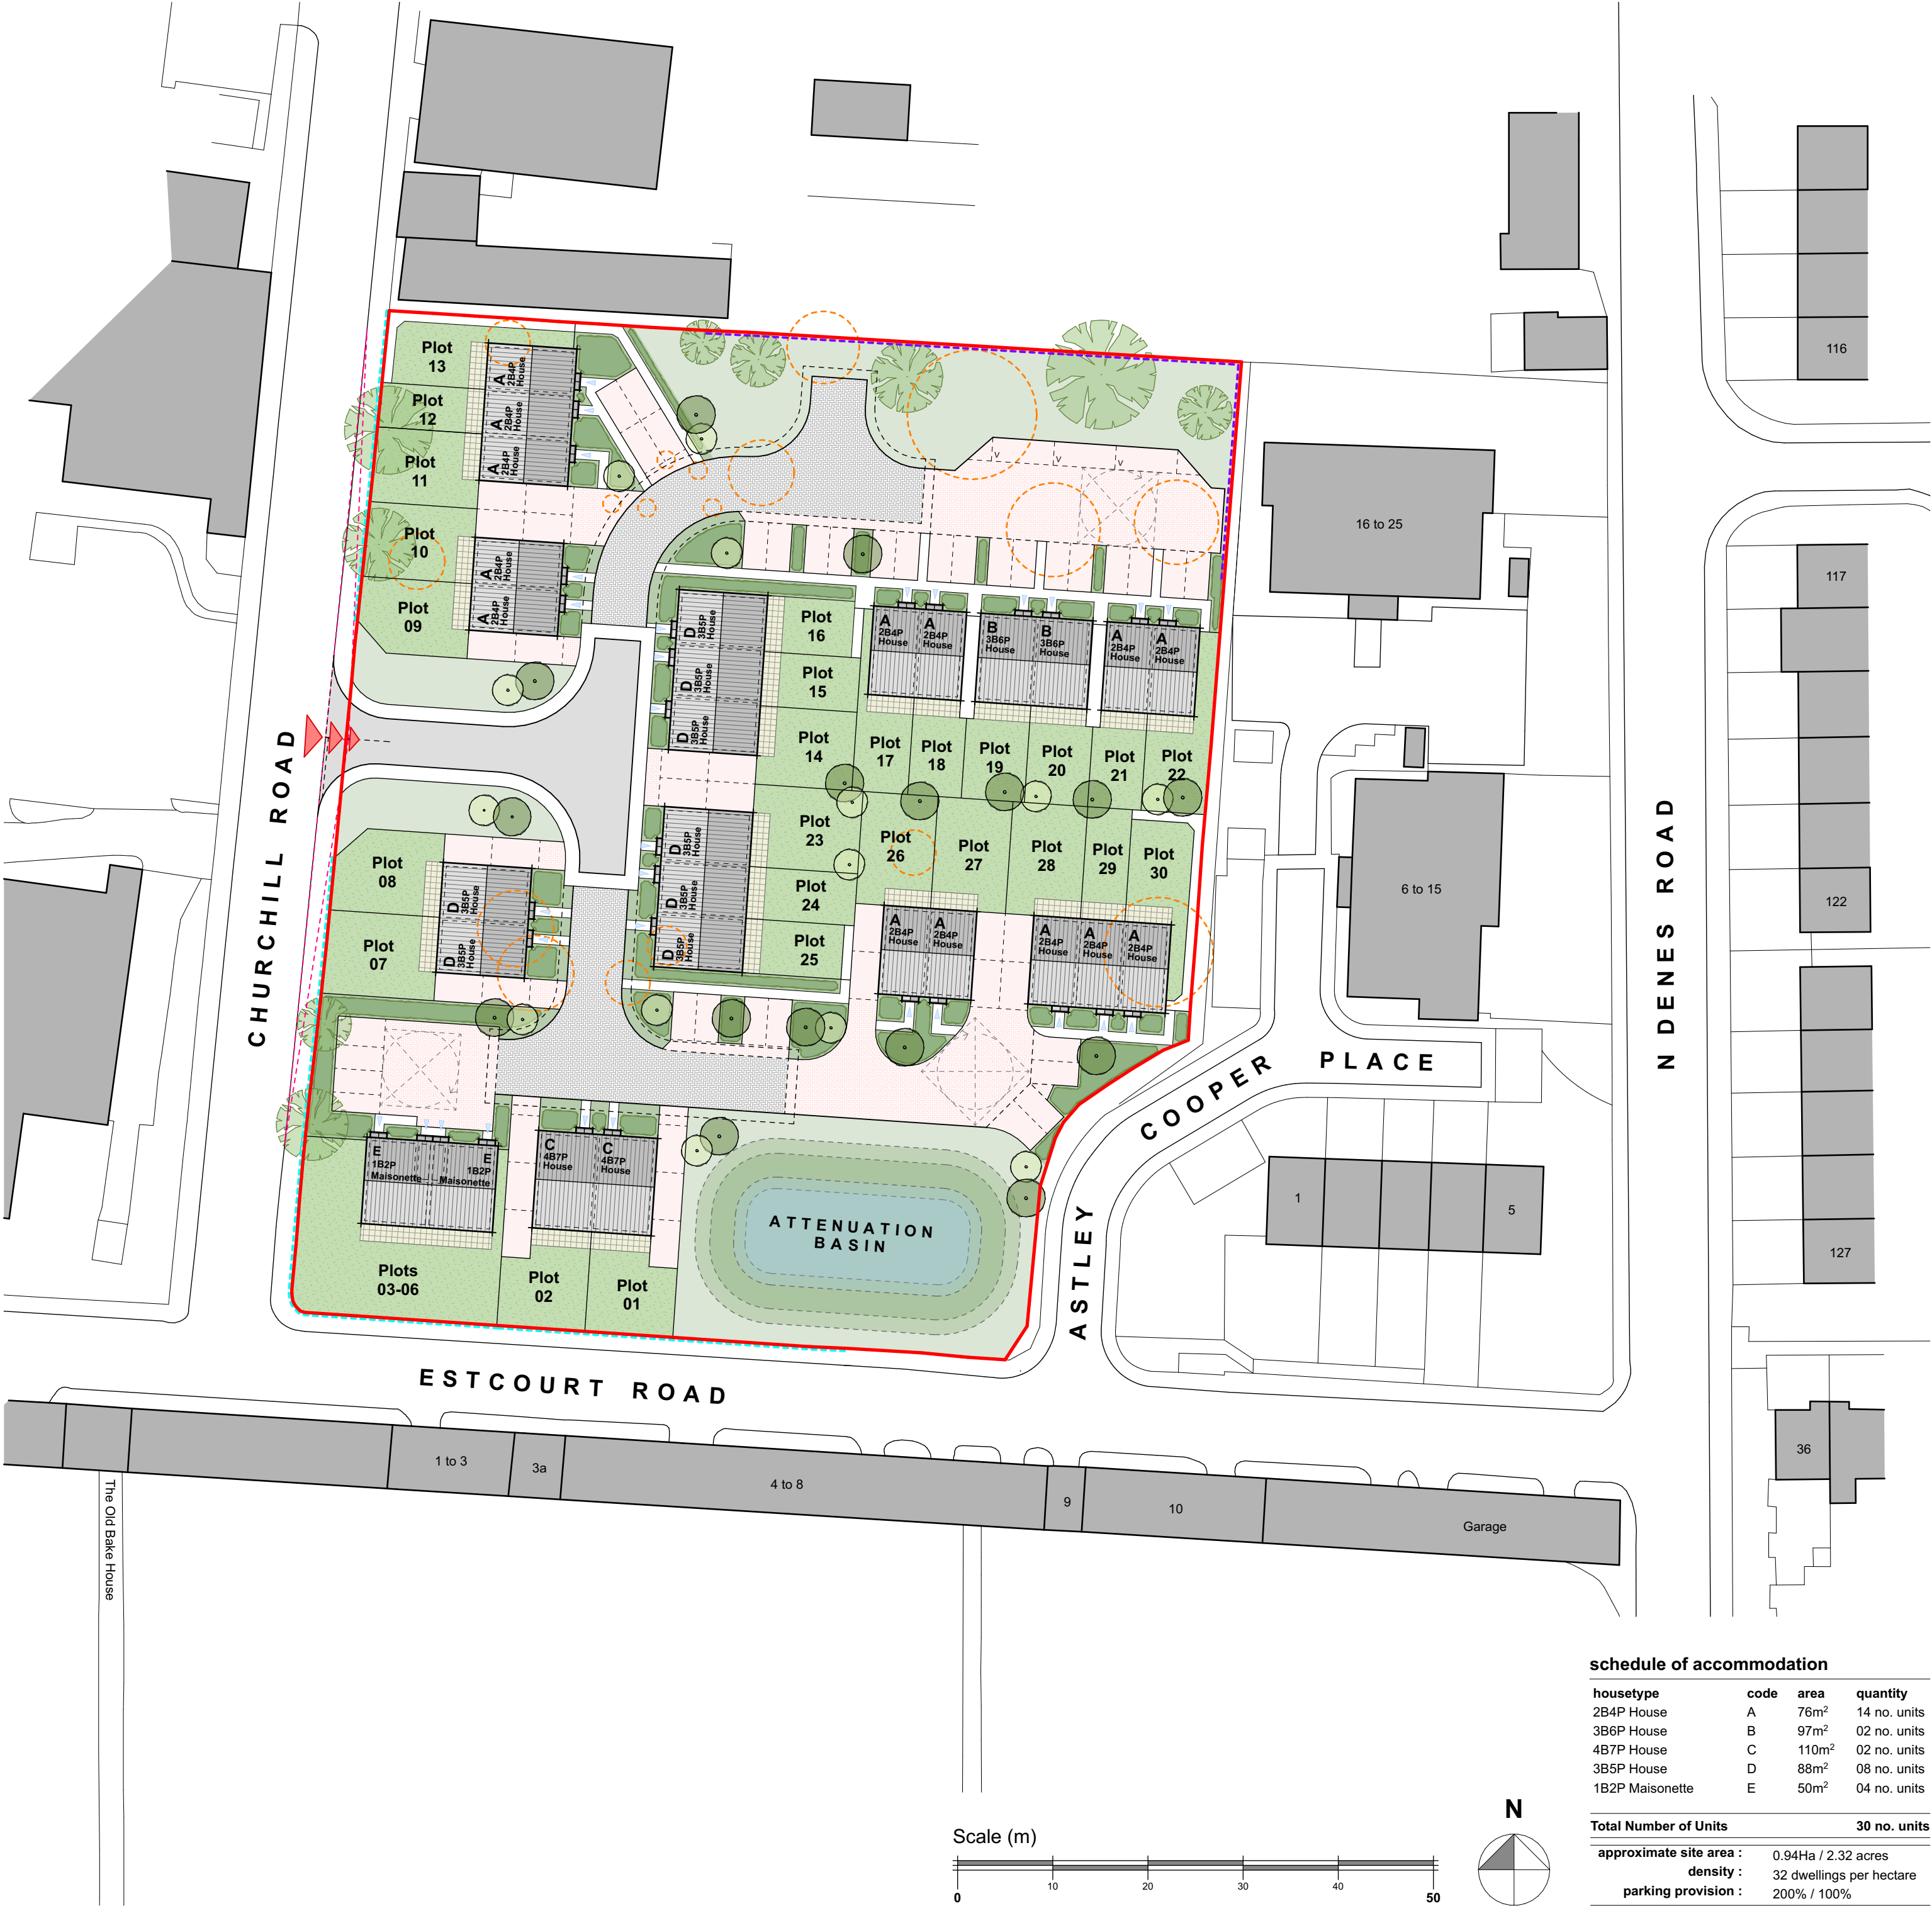 116
Plot
13
A
2B4P
House
Plot
12
A
2B4P
House
Plot
11
A
2B4P
House
16 to 25
Plot
10
A
2B4P
House
Plot
09
A
2B4P
House
117
v
v
v
v
D
3B5P
House
Plot
16
D
3B5P
House
Plot
15
D
3B5P
House
Plot
14
A
2B4P
House
A
2B4P
House
B
3B6P
House
B
3B6P
House
A
2B4P
House
A
2B4P
House
Plot
17
Plot
18
Plot
19
Plot
20
Plot
21
Plot
22
CHURCHILL ROAD
N DENES ROAD
D
3B5P
House
Plot
23
D
3B5P
House
Plot
24
D
3B5P
House
Plot
25
Plot
26
Plot
27
Plot
28
Plot
29
Plot
30
6 to 15
122
Plot
08
D
3B5P
House
Plot
07
D
3B5P
House
A
2B4P
House
A
2B4P
House
A
2B4P
House
A
2B4P
House
A
2B4P
House
COOPER PLACE
E
1B2P
Maisonette
E
1B2P
Maisonette
C
4B7P
House
C
4B7P
House
ATTENUATION
BASIN
ASTLEY
1
5
127
Plots
03-06
Plot
02
Plot
01
ESTCOURT ROAD
1 to 3
3a
4 to 8
9
10
Garage
36
The Old Bake House
schedule of accommodation
housetype code area quantity
2B4P House A 76m² 14 no. units
3B6P House B 97m² 02 no. units
4B7P House C 110m² 02 no. units
3B5P House D 88m² 08 no. units
1B2P Maisonette E 50m² 04 no. units
Total Number of Units 30 no. units
approximate site area : 0.94Ha / 2.32 acres
density : 32 dwellings per hectare
parking provision : 200% / 100%
Scale (m)
0 10 20 30 40 50
N